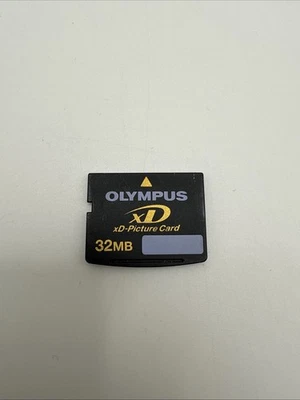 OLYMPUS
xD
xD-Picture Card
32MB